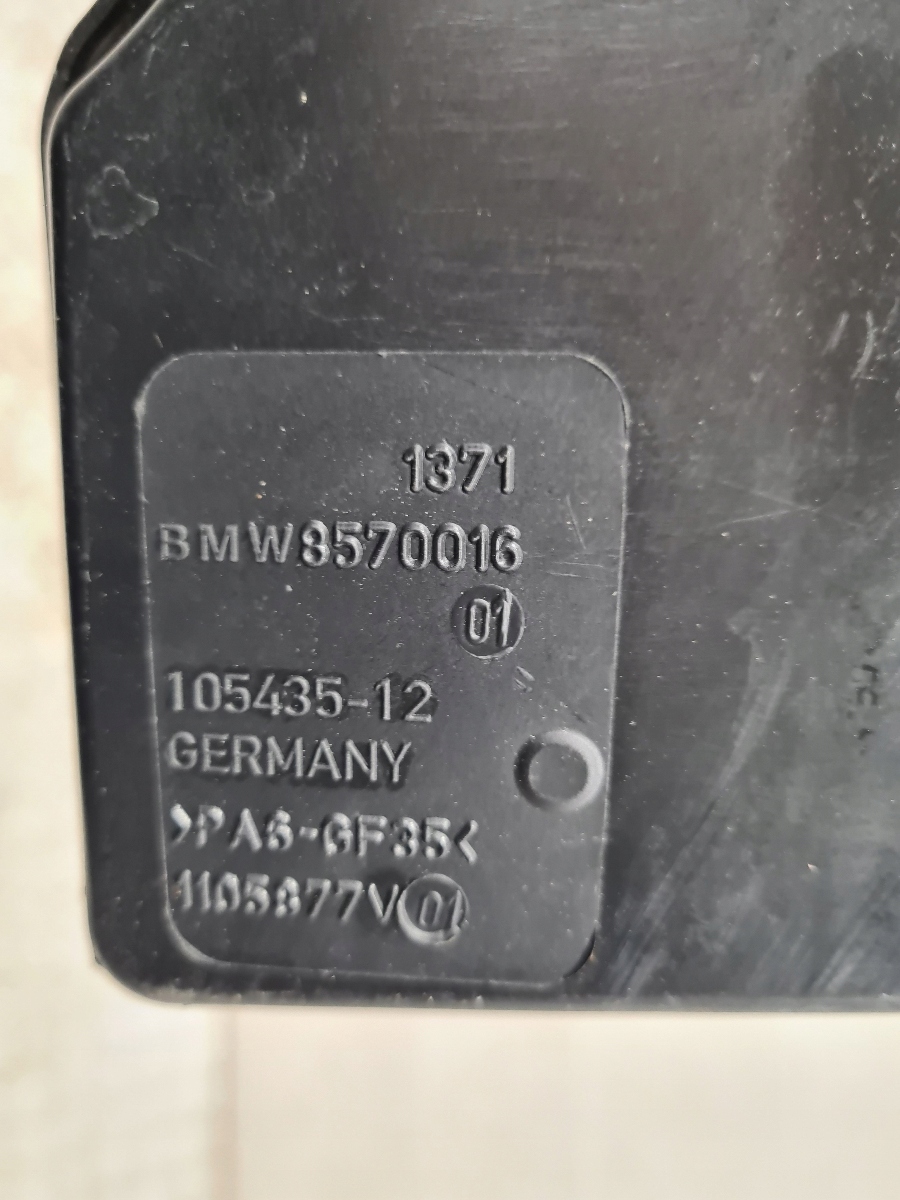 1371
BMW8570016
01
105435-12
GERMANY
>PA6-GF35<
1105877V01